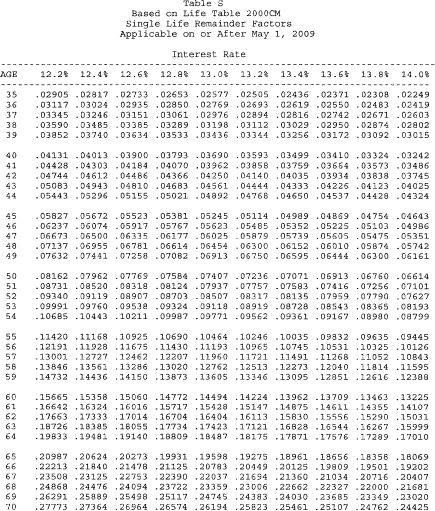 Table S
Based on Life Table 2000CM
Single Life Remainder Factors
Applicable on or After May 1, 2009
Interest Rate
AGE 12.2% 12.4% 12.6% 12.8% 13.0% 13.2% 13.4% 13.6% 13.8% 14.0%
35 .02905 .02817 .02733 .02653 .02577 .02505 .02436 .02371 .02308 .02249
36 .03117 .03024 .02935 .02850 .02769 .02693 .02619 .02550 .02483 .02419
37 .03345 .03246 .03151 .03061 .02976 .02894 .02816 .02742 .02671 .02603
38 .03590 .03485 .03385 .03289 .03198 .03112 .03029 .02950 .02874 .02802
39 .03852 .03740 .03634 .03533 .03436 .03344 .03256 .03172 .03092 .03015
40 .04131 .04013 .03900 .03793 .03690 .03593 .03499 .03410 .03324 .03242
41 .04428 .04303 .04184 .04070 .03962 .03858 .03759 .03664 .03573 .03486
42 .04744 .04612 .04486 .04366 .04250 .04140 .04035 .03934 .03838 .03745
43 .05083 .04943 .04810 .04683 .04561 .04444 .04333 .04226 .04123 .04025
44 .05443 .05296 .05155 .05021 .04892 .04768 .04650 .04537 .04428 .04324
45 .05827 .05672 .05523 .05381 .05245 .05114 .04989 .04869 .04754 .04643
46 .06237 .06074 .05917 .05767 .05623 .05485 .05352 .05225 .05103 .04986
47 .06673 .06500 .06335 .06177 .06025 .05879 .05739 .05605 .05475 .05351
48 .07137 .06955 .06781 .06614 .06454 .06300 .06152 .06010 .05874 .05742
49 .07632 .07441 .07258 .07082 .06913 .06750 .06595 .06444 .06300 .06161
50 .08162 .07962 .07769 .07584 .07407 .07236 .07071 .06913 .06760 .06614
51 .08731 .08520 .08318 .08124 .07937 .07757 .07583 .07416 .07256 .07101
52 .09340 .09119 .08907 .08703 .08507 .08317 .08135 .07959 .07790 .07627
53 .09991 .09760 .09538 .09324 .09118 .08919 .08728 .08543 .08365 .08193
54 .10685 .10443 .10211 .09987 .09771 .09562 .09361 .09167 .08980 .08799
55 .11420 .11168 .10925 .10690 .10464 .10246 .10035 .09832 .09635 .09445
56 .12191 .11928 .11675 .11430 .11193 .10965 .10745 .10531 .10325 .10126
57 .13001 .12727 .12462 .12207 .11960 .11721 .11491 .11268 .11052 .10843
58 .13846 .13561 .13286 .13020 .12762 .12513 .12273 .12040 .11814 .11595
59 .14732 .14436 .14150 .13873 .13605 .13346 .13095 .12851 .12616 .12388
60 .15665 .15358 .15060 .14772 .14494 .14224 .13962 .13709 .13463 .13225
61 .16642 .16324 .16016 .15717 .15428 .15147 .14875 .14611 .14355 .14107
62 .17663 .17333 .17014 .16704 .16404 .16113 .15830 .15556 .15290 .15031
63 .18726 .18385 .18055 .17734 .17423 .17121 .16828 .16544 .16267 .15999
64 .19833 .19481 .19140 .18809 .18487 .18175 .17871 .17576 .17289 .17010
65 .20987 .20624 .20273 .19931 .19598 .19275 .18961 .18656 .18358 .18069
66 .22213 .21840 .21478 .21125 .20783 .20449 .20125 .19809 .19501 .19202
67 .23508 .23125 .22753 .22390 .22037 .21694 .21360 .21034 .20716 .20407
68 .24868 .24476 .24094 .23722 .23359 .23006 .22662 .22327 .22000 .21681
69 .26291 .25889 .25498 .25117 .24745 .24383 .24030 .23685 .23349 .23020
70 .27773 .27364 .26964 .26574 .26194 .25823 .25461 .25107 .24762 .24425